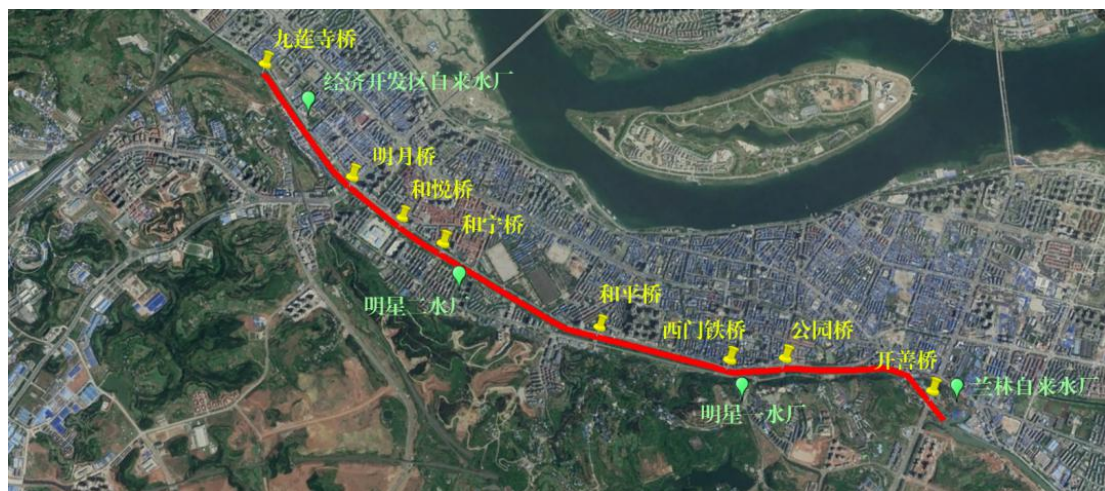 九莲寺桥
经济开发区自来水厂
明月桥
和悦桥
和宁桥
明星二水厂
和平桥
西门铁桥
公园桥
开善桥
兰林自来水厂
明星一水厂